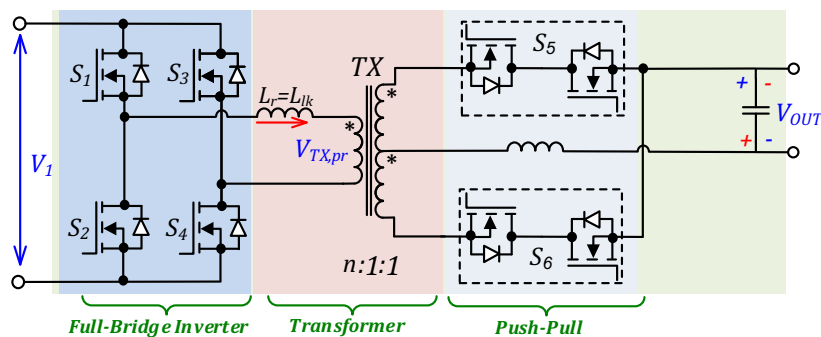 S1
S3
S2
S4
V1
Lr=Llk
VTX,pr
TX
*
*
*
n:1:1
S5
S6
+ -
VOUT
+ -
Full-Bridge Inverter
Transformer
Push-Pull